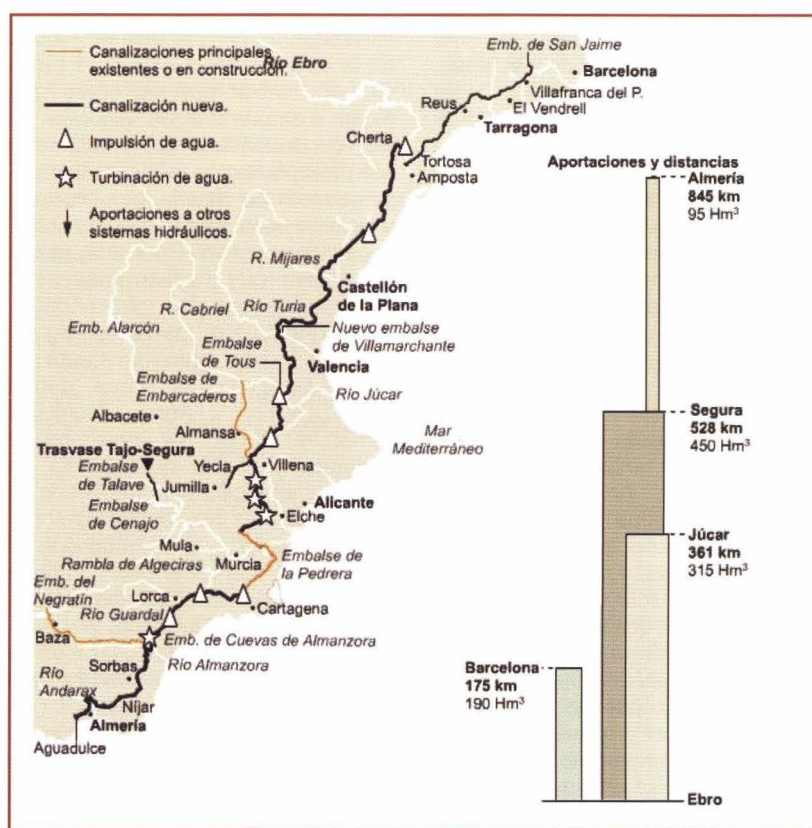 Canalizaciones principales
existentes o en construcción.
Canalización nueva.
Impulsión de agua.
Turbinación de agua.
Aportaciones a otros
sistemas hidráulicos.
Emb. de San Jaime
Río Ebro
Barcelona
Villafranca del P.
Reus
El Vendrell
Tarragona
Cherta
Tortosa
Amposta
R. Mijares
Castellón
de la Plana
R. Cabriel
Río Turia
Emb. Alarcón
Nuevo embalse
de Villamarchante
Embalse
de Tous
Valencia
Embalse de
Embarcaderos
Río Júcar
Albacete
Almansa
Mar
Mediterráneo
Trasvase Tajo-Segura
Yecla
Villena
Embalse
de Talave
Jumilla
Alicante
Embalse
de Cenajo
Elche
Mula
Rambla de Algeciras
Murcia
Embalse de
la Pedrera
Emb. del
Negratín
Lorca
Cartagena
Río Guardal
Baza
Emb. de Cuevas de Almanzora
Sorbas
Río Almanzora
Río
Andarax
Níjar
Almería
Aguadulce
Aportaciones y distancias
Almería
845 km
95 Hm³
Segura
528 km
450 Hm³
Júcar
361 km
315 Hm³
Barcelona
175 km
190 Hm³
Ebro